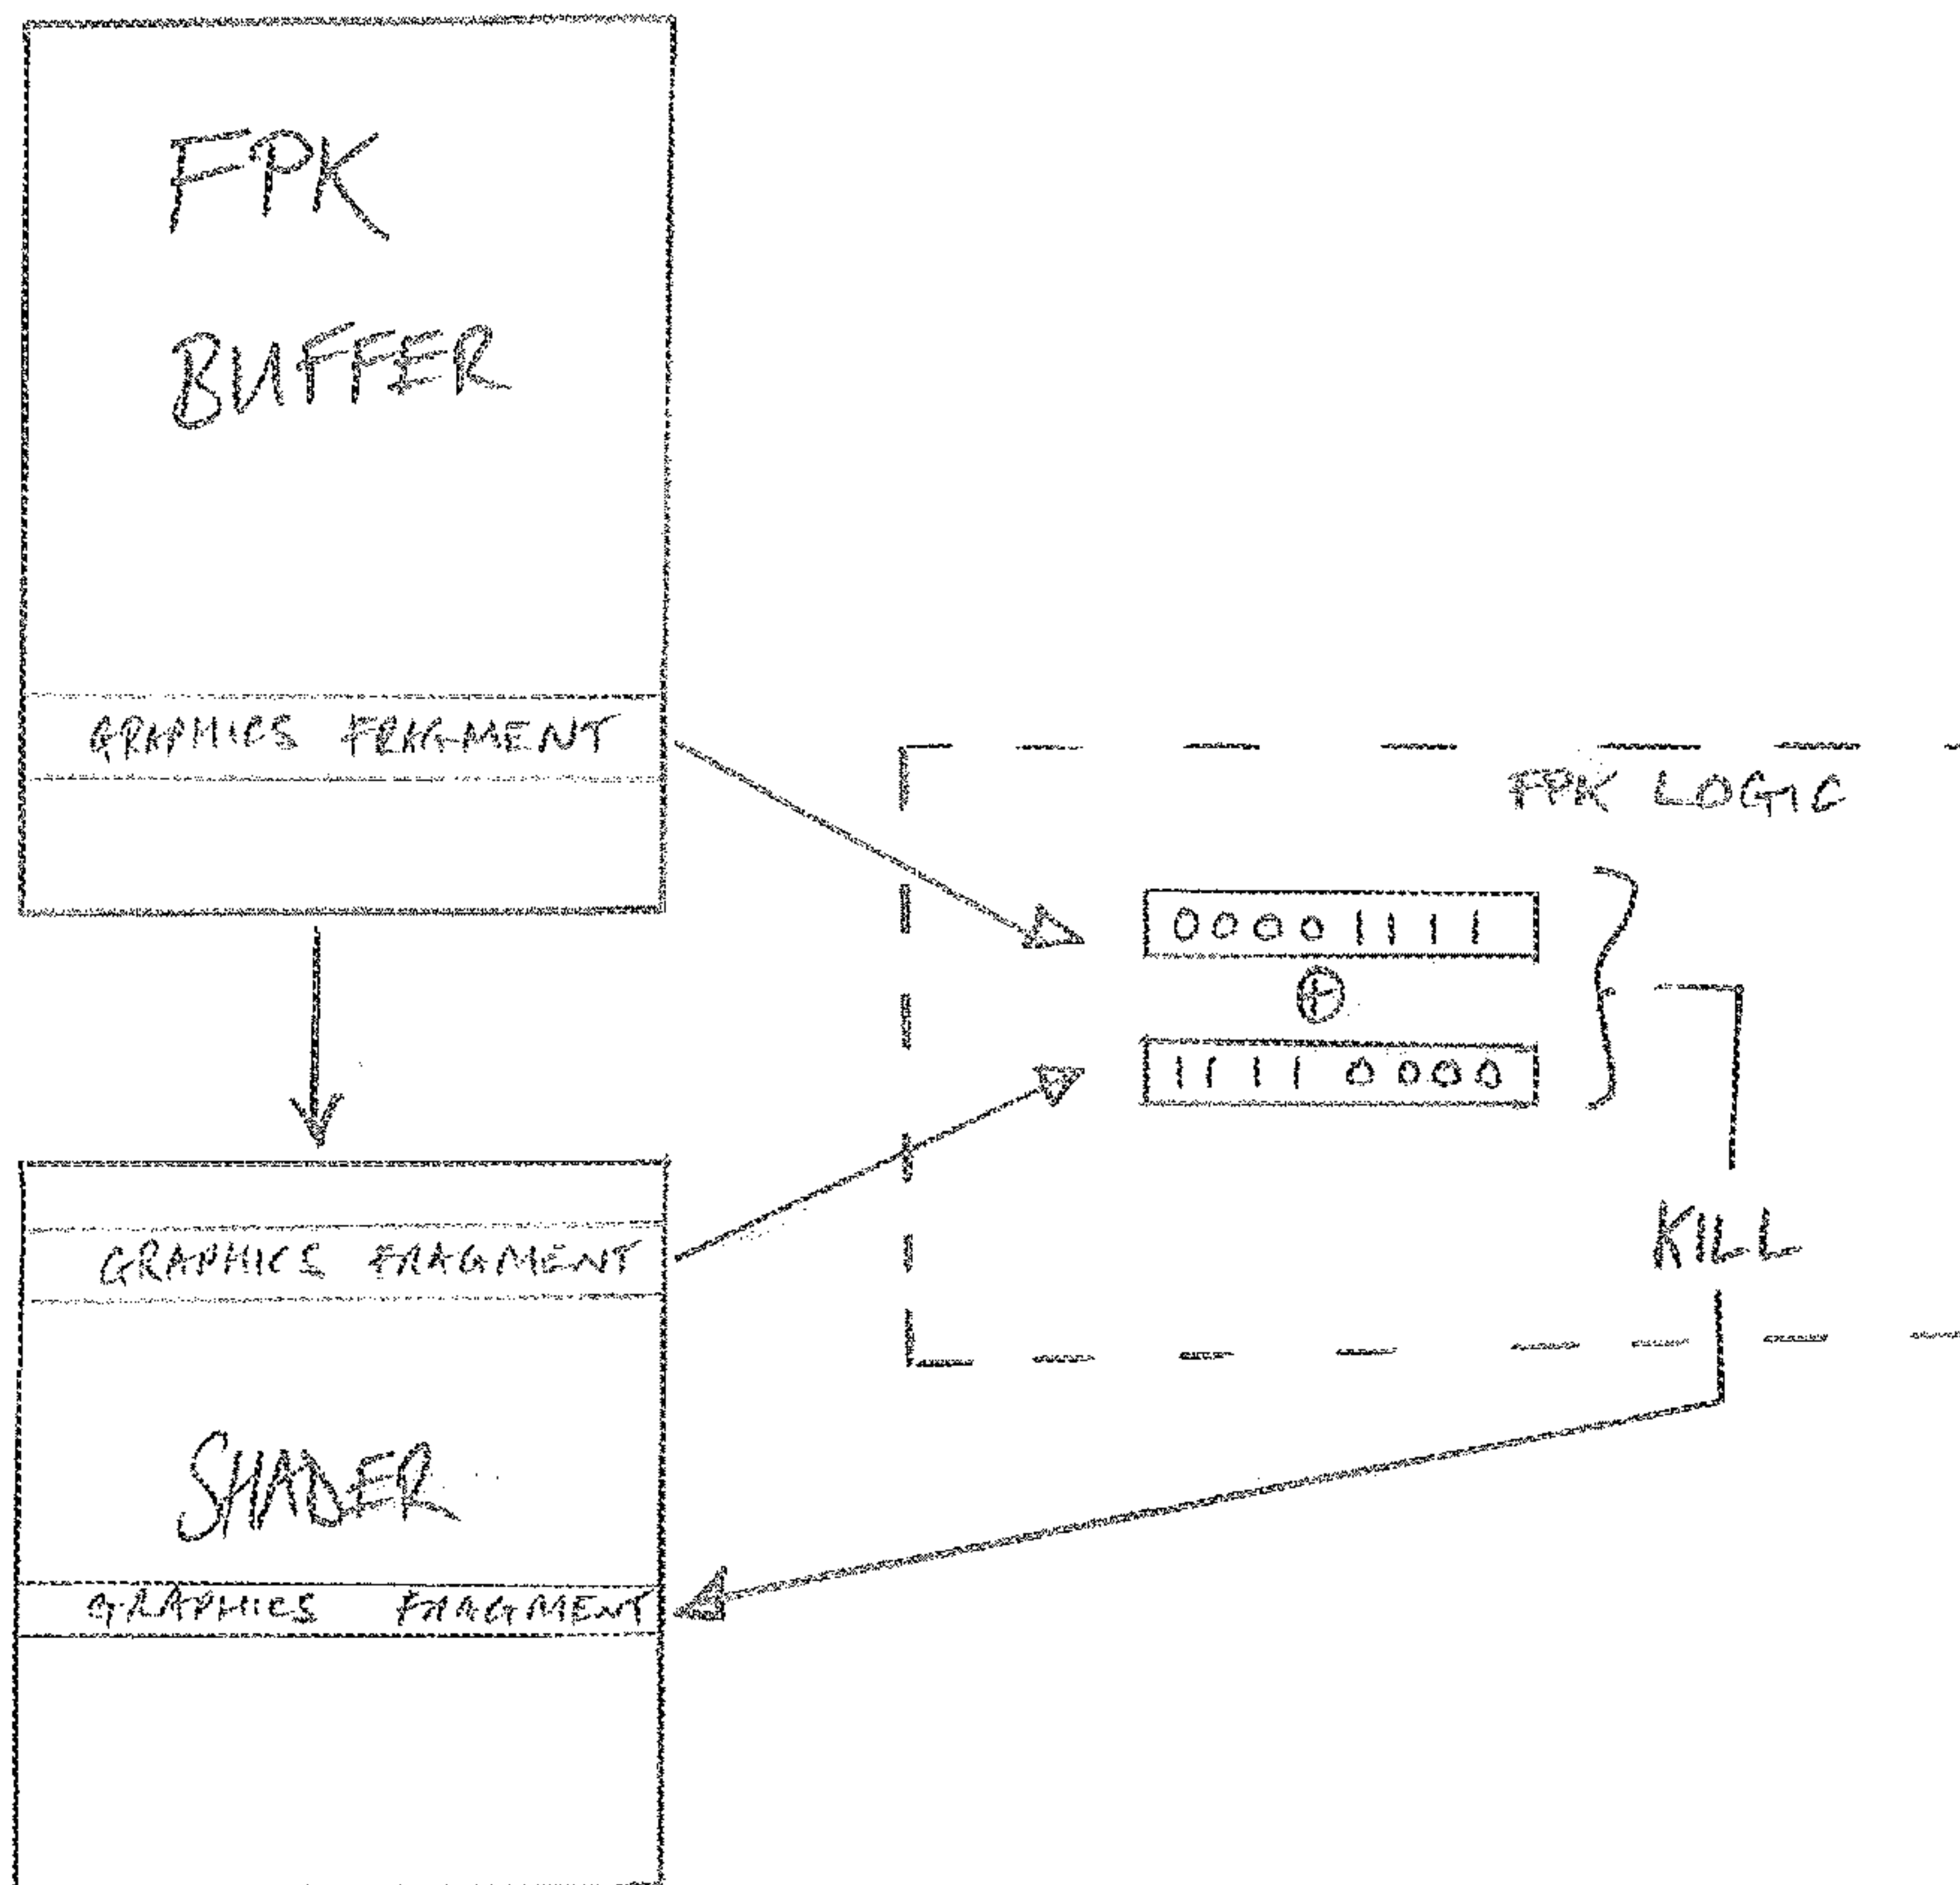 FPK
BUFFER
GRAPHICS FRAGMENT
FPK LOGIC
00001111
⊕
11110000
KILL
GRAPHICS FRAGMENT
SHADER
GRAPHICS FRAGMENT